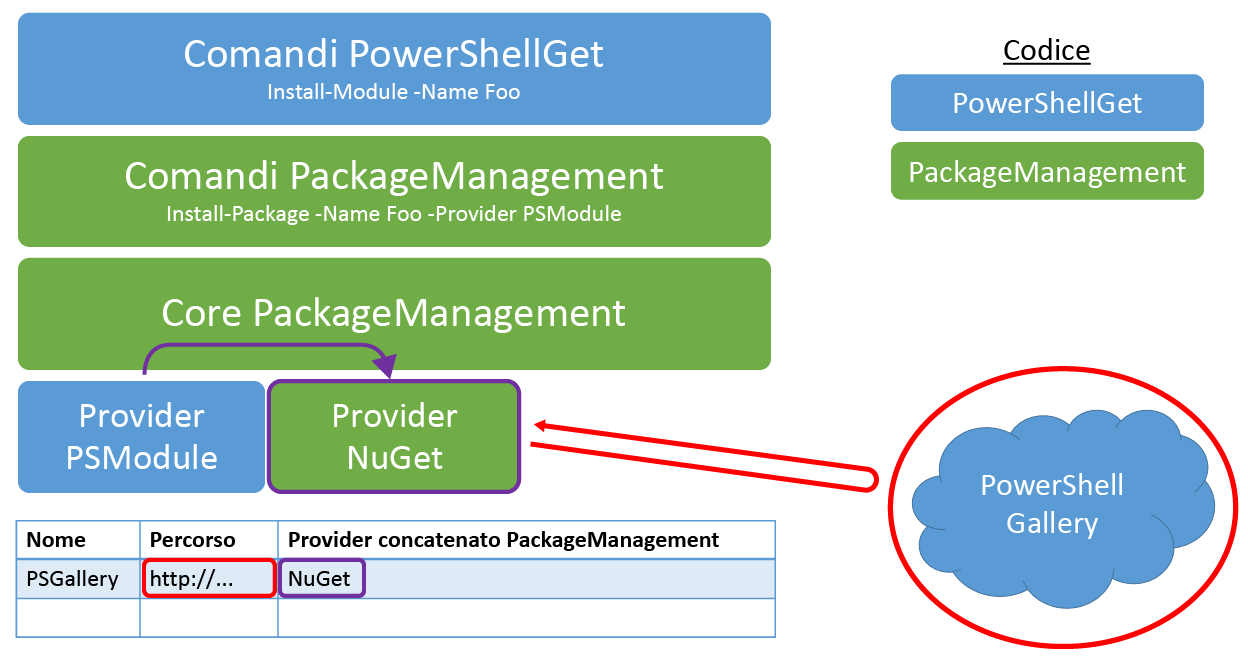 Comandi PowerShellGet
Install-Module -Name Foo
Comandi PackageManagement
Install-Package -Name Foo -Provider PSModule
Core PackageManagement
Provider
PSModule
Provider
NuGet
Nome Percorso Provider concatenato PackageManagement
PSGallery http://... NuGet
Codice
PowerShellGet
PackageManagement
PowerShell
Gallery